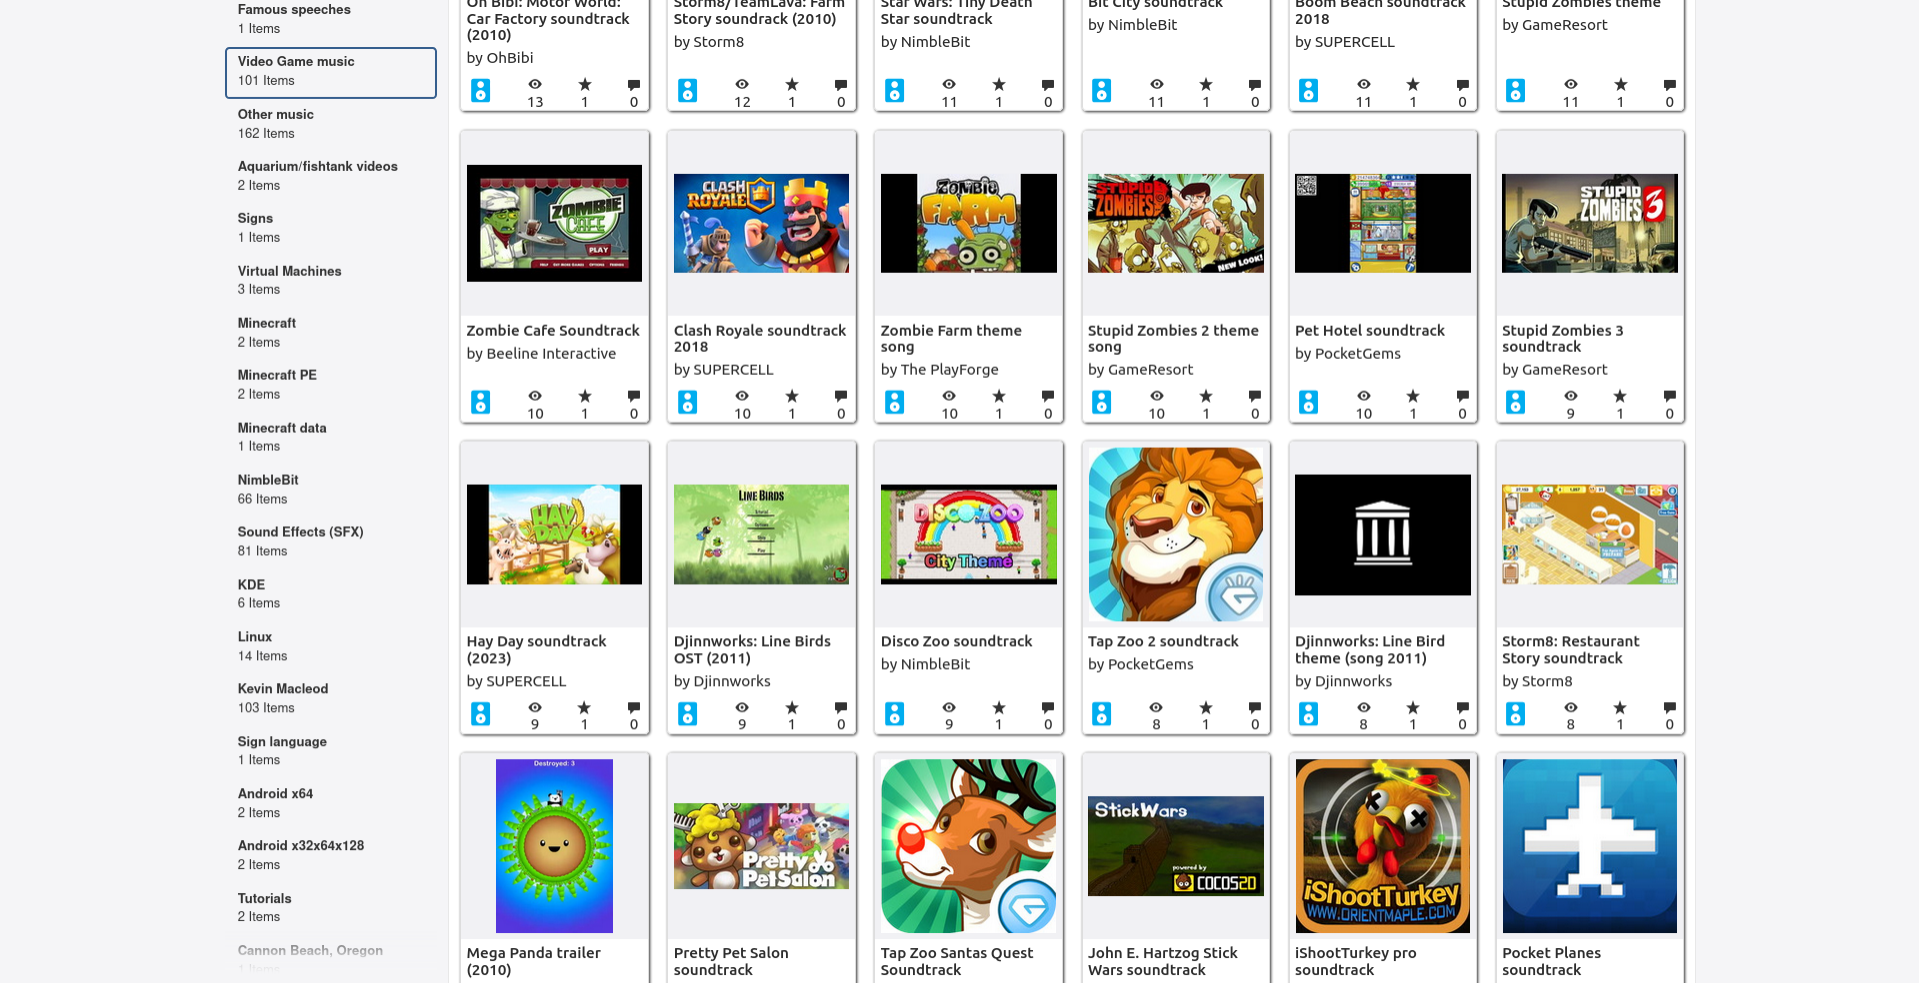 Famous speeches
1 Items
Video Game music
101 Items
Other music
162 Items
Aquarium/fishtank videos
2 Items
Signs
1 Items
Virtual Machines
3 Items
Minecraft
2 Items
Minecraft PE
2 Items
Minecraft data
1 Items
NimbleBit
66 Items
Sound Effects (SFX)
81 Items
KDE
6 Items
Linux
14 Items
Kevin Macleod
103 Items
Sign language
1 Items
Android x64
2 Items
Android x32x64x128
2 Items
Tutorials
2 Items
Cannon Beach, Oregon
1 Items
Oh Bibi: Motor World:
Car Factory soundtrack
(2010)
by OhBibi
13 1 0
Storm8/TeamLava: Farm
Story soundrack (2010)
by Storm8
12 1 0
Star Wars: Tiny Death
Star soundtrack
by NimbleBit
11 1 0
Bit City soundtrack
by NimbleBit
11 1 0
Boom Beach soundtrack
2018
by SUPERCELL
11 1 0
Stupid Zombies theme
by GameResort
11 1 0
ZOMBIE
CAFE
PLAY
Zombie Cafe Soundtrack
by Beeline Interactive
10 1 0
CLASH
ROYALE
Clash Royale soundtrack
2018
by SUPERCELL
10 1 0
ZOMBIE
FARM
Zombie Farm theme
song
by The PlayForge
10 1 0
STUPID
ZOMBIES
NEW LOOK!
Stupid Zombies 2 theme
song
by GameResort
10 1 0
Pet Hotel soundtrack
by PocketGems
10 1 0
STUPID
ZOMBIES 3
Stupid Zombies 3
soundtrack
by GameResort
9 1 0
HAY
DAY
Hay Day soundtrack
(2023)
by SUPERCELL
9 1 0
LINE BIRDS
Djinnworks: Line Birds
OST (2011)
by Djinnworks
9 1 0
DISCO ZOO
City Theme
Disco Zoo soundtrack
by NimbleBit
9 1 0
Tap Zoo 2 soundtrack
by PocketGems
8 1 0
Djinnworks: Line Bird
theme (song 2011)
by Djinnworks
8 1 0
Storm8: Restaurant
Story soundtrack
by Storm8
8 1 0
Destroyed: 3
Mega Panda trailer
(2010)
Pretty
PetSalon
Pretty Pet Salon
soundtrack
Tap Zoo Santas Quest
Soundtrack
StickWars
powered by
COCOS2D
John E. Hartzog Stick
Wars soundtrack
iShootTurkey
WWW.ORIENTMAPLE.COM
iShootTurkey pro
soundtrack
Pocket Planes
soundtrack